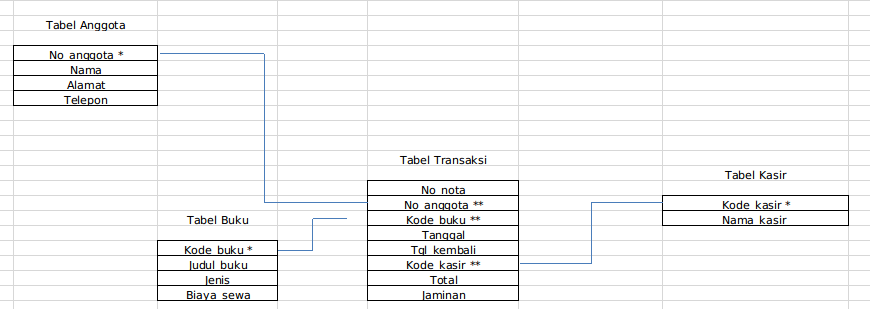 Tabel Anggota
No anggota *
Nama
Alamat
Telepon
Tabel Transaksi
No nota
No anggota **
Kode buku **
Tanggal
Tgl kembali
Kode kasir **
Total
Jaminan
Tabel Kasir
Kode kasir *
Nama kasir
Tabel Buku
Kode buku *
Judul buku
Jenis
Biaya sewa